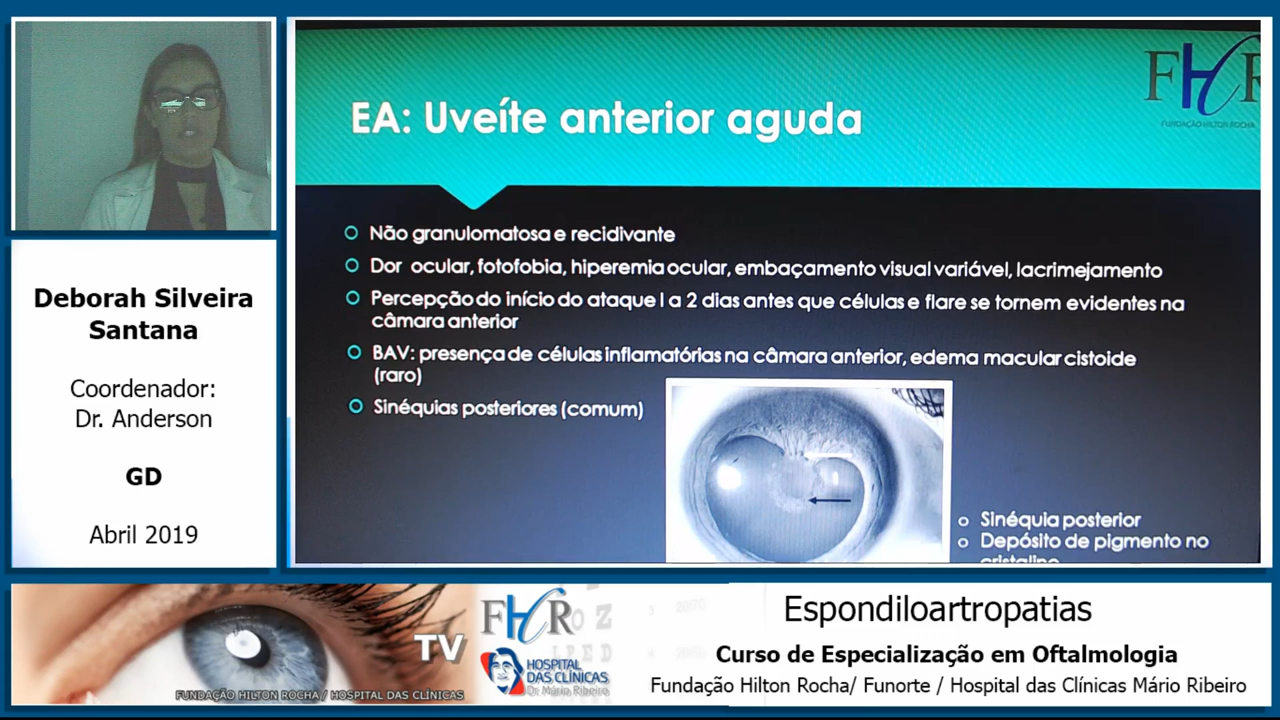 FHR
FUNDAÇÃO HILTON ROCHA
EA: Uveíte anterior aguda
Não granulomatosa e recidivante
Dor ocular, fotofobia, hiperemia ocular, embaçamento visual variável, lacrimejamento
Percepção do início do ataque 1 a 2 dias antes que células e flare se tornem evidentes na
câmara anterior
BAV: presença de células inflamatórias na câmara anterior, edema macular cistoide
(raro)
Sinéquias posteriores (comum)
Sinéquia posterior
Depósito de pigmento no
cristalino
Deborah Silveira
Santana
Coordenador:
Dr. Anderson
GD
Abril 2019
TV
FUNDAÇÃO HILTON ROCHA / HOSPITAL DAS CLÍNICAS
FHR
HOSPITAL
DAS CLÍNICAS
Dr. Mário Ribeiro
Espondiloartropatias
Curso de Especialização em Oftalmologia
Fundação Hilton Rocha/ Funorte / Hospital das Clínicas Mário Ribeiro